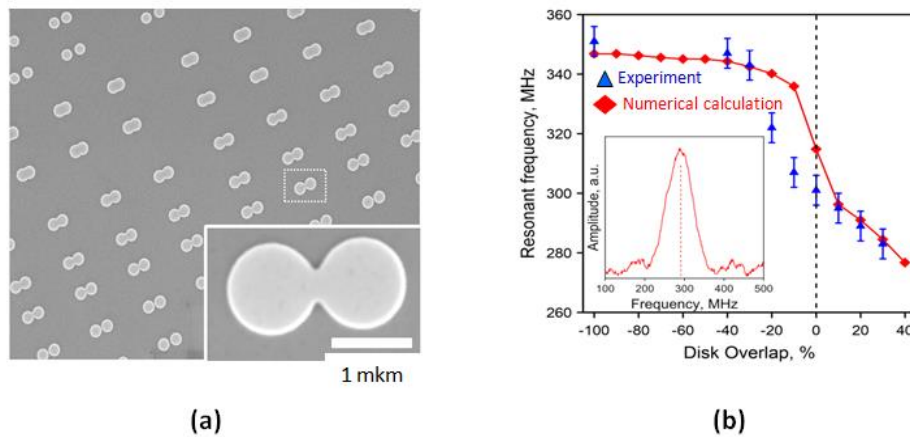 1 mkm
(a)
360
340
320
300
280
260
Resonant frequency, MHz
Experiment
Numerical calculation
Amplitude, a.u.
100 200 300 400 500
Frequency, MHz
-100 -80 -60 -40 -20 0 20 40
Disk Overlap, %
(b)